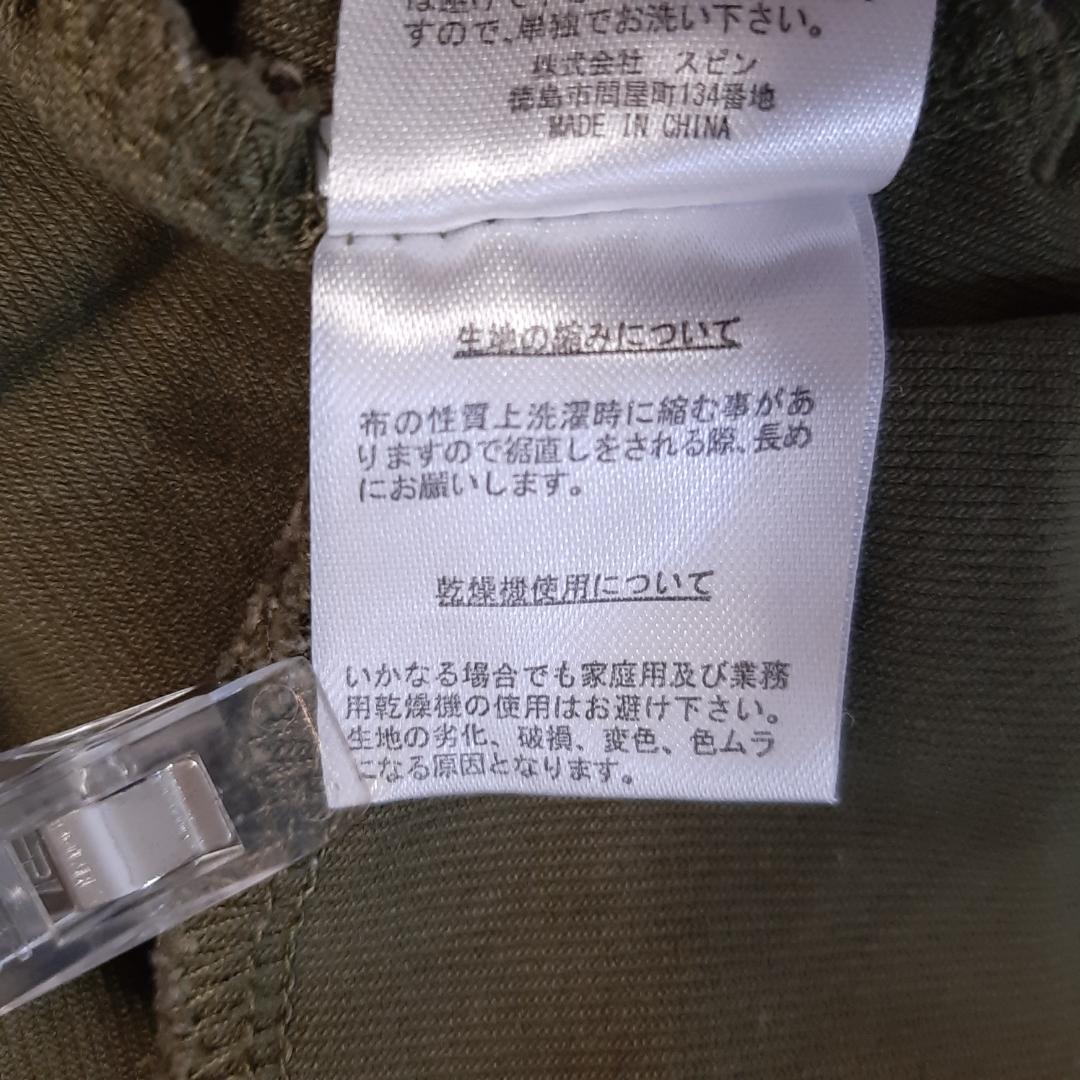 すので、単独でお洗い下さい。
株式会社 スピン
徳島市問屋町134番地
MADE IN CHINA
生地の縮みについて
布の性質上洗濯時に縮む事があ
りますので裾直しをされる際、長め
にお願いします。
乾燥機使用について
いかなる場合でも家庭用及び業務
用乾燥機の使用はお避け下さい。
生地の劣化、破損、変色、色ムラ
になる原因となります。